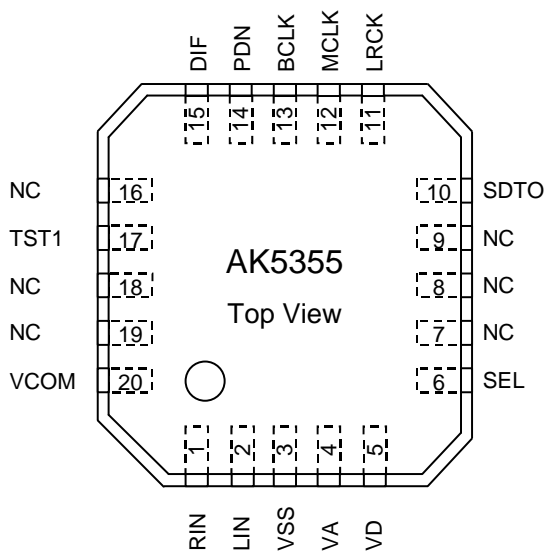 DIF PDN BCLK MCLK LRCK
15 14 13 12 11
NC 16 10 SDTO
TST1 17 9 NC
NC 18 8 NC
NC 19 7 NC
VCOM 20 6 SEL
AK5355
Top View
1 2 3 4 5
RIN LIN VSS VA VD